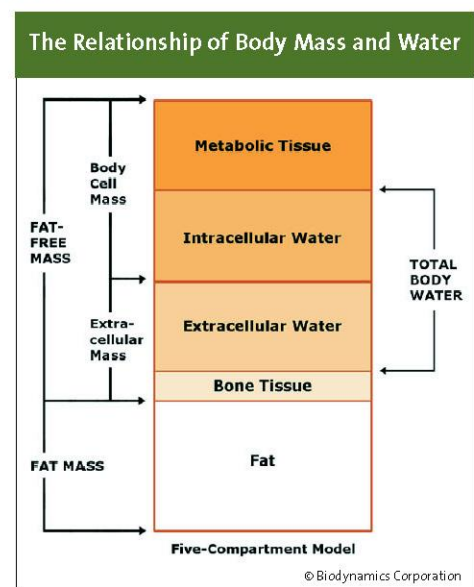 The Relationship of Body Mass and Water
Metabolic Tissue
Body
Cell
Mass
FAT-
FREE
MASS
Intracellular Water
TOTAL
BODY
WATER
Extra-
cellular
Mass
Extracellular Water
Bone Tissue
FAT MASS
Fat
Five-Compartment Model
© Biodynamics Corporation